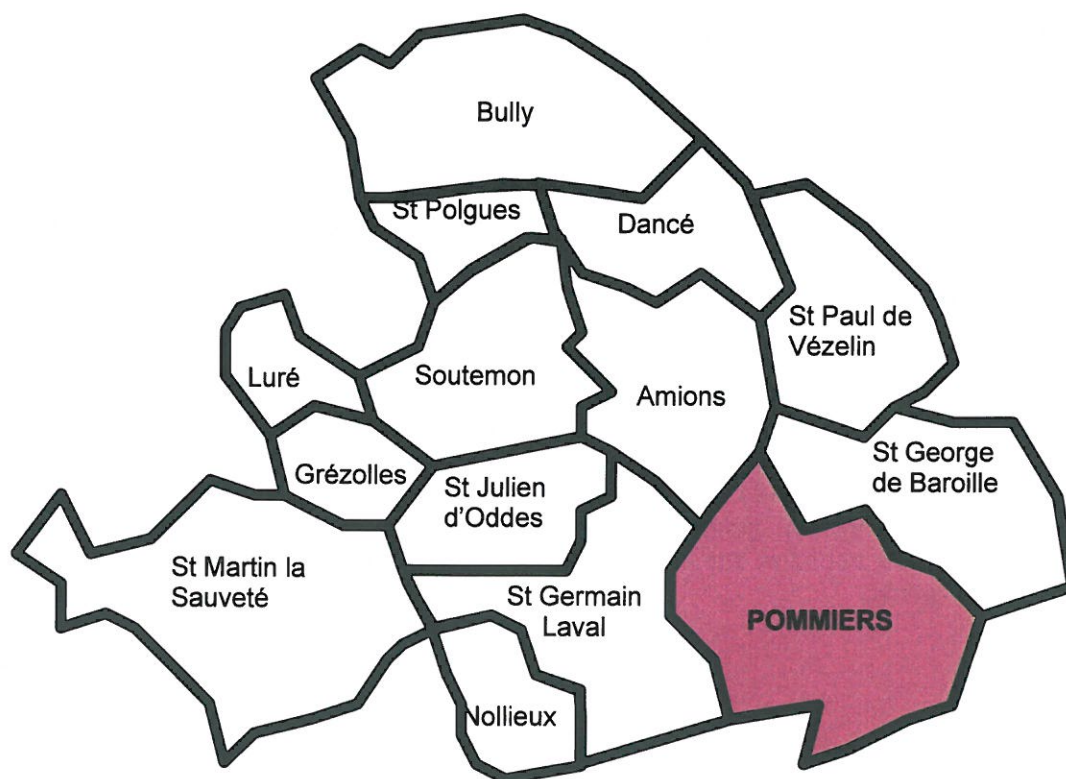 Bully
St Polgues
Dancé
St Paul de
Vézelin
Luré
Soutemon
Amions
Grézolles
St Julien
d'Oddes
St George
de Baroille
St Martin la
Sauveté
St Germain
Laval
POMMIERS
Nollieux